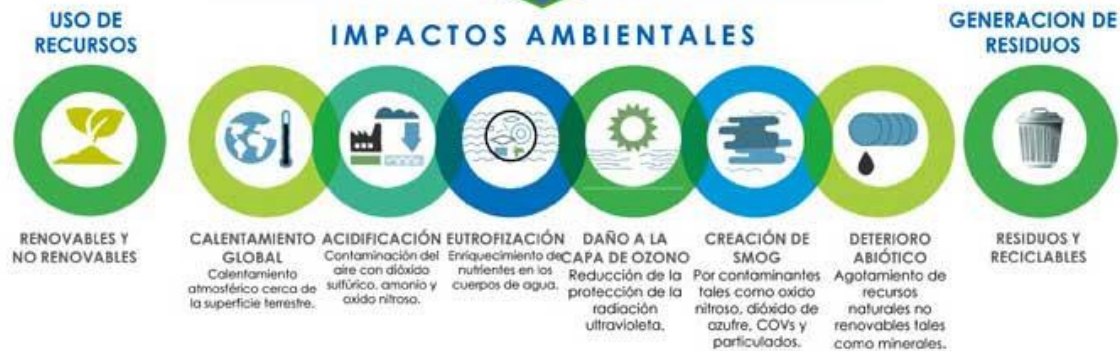 USO DE
RECURSOS
IMPACTOS AMBIENTALES
GENERACION DE
RESIDUOS
RENOVABLES Y
NO RENOVABLES
CALENTAMIENTO
GLOBAL
Calentamiento
atmosférico cerca de
la superficie terrestre.
ACIDIFICACIÓN
Contaminación del
aire con dióxido
sulfúrico, amonio y
oxido nitroso.
EUTROFIZACIÓN
Enriquecimiento de
nutrientes en los
cuerpos de agua.
DAÑO A LA
CAPA DE OZONO
Reducción de la
protección de la
radiación
ultravioleta.
CREACIÓN DE
SMOG
Por contaminantes
tales como oxido
nitroso, dióxido de
azufre, COVs y
particulados.
DETERIORO
ABIÓTICO
Agotamiento de
recursos
naturales no
renovables tales
como minerales.
RESIDUOS Y
RECICLABLES